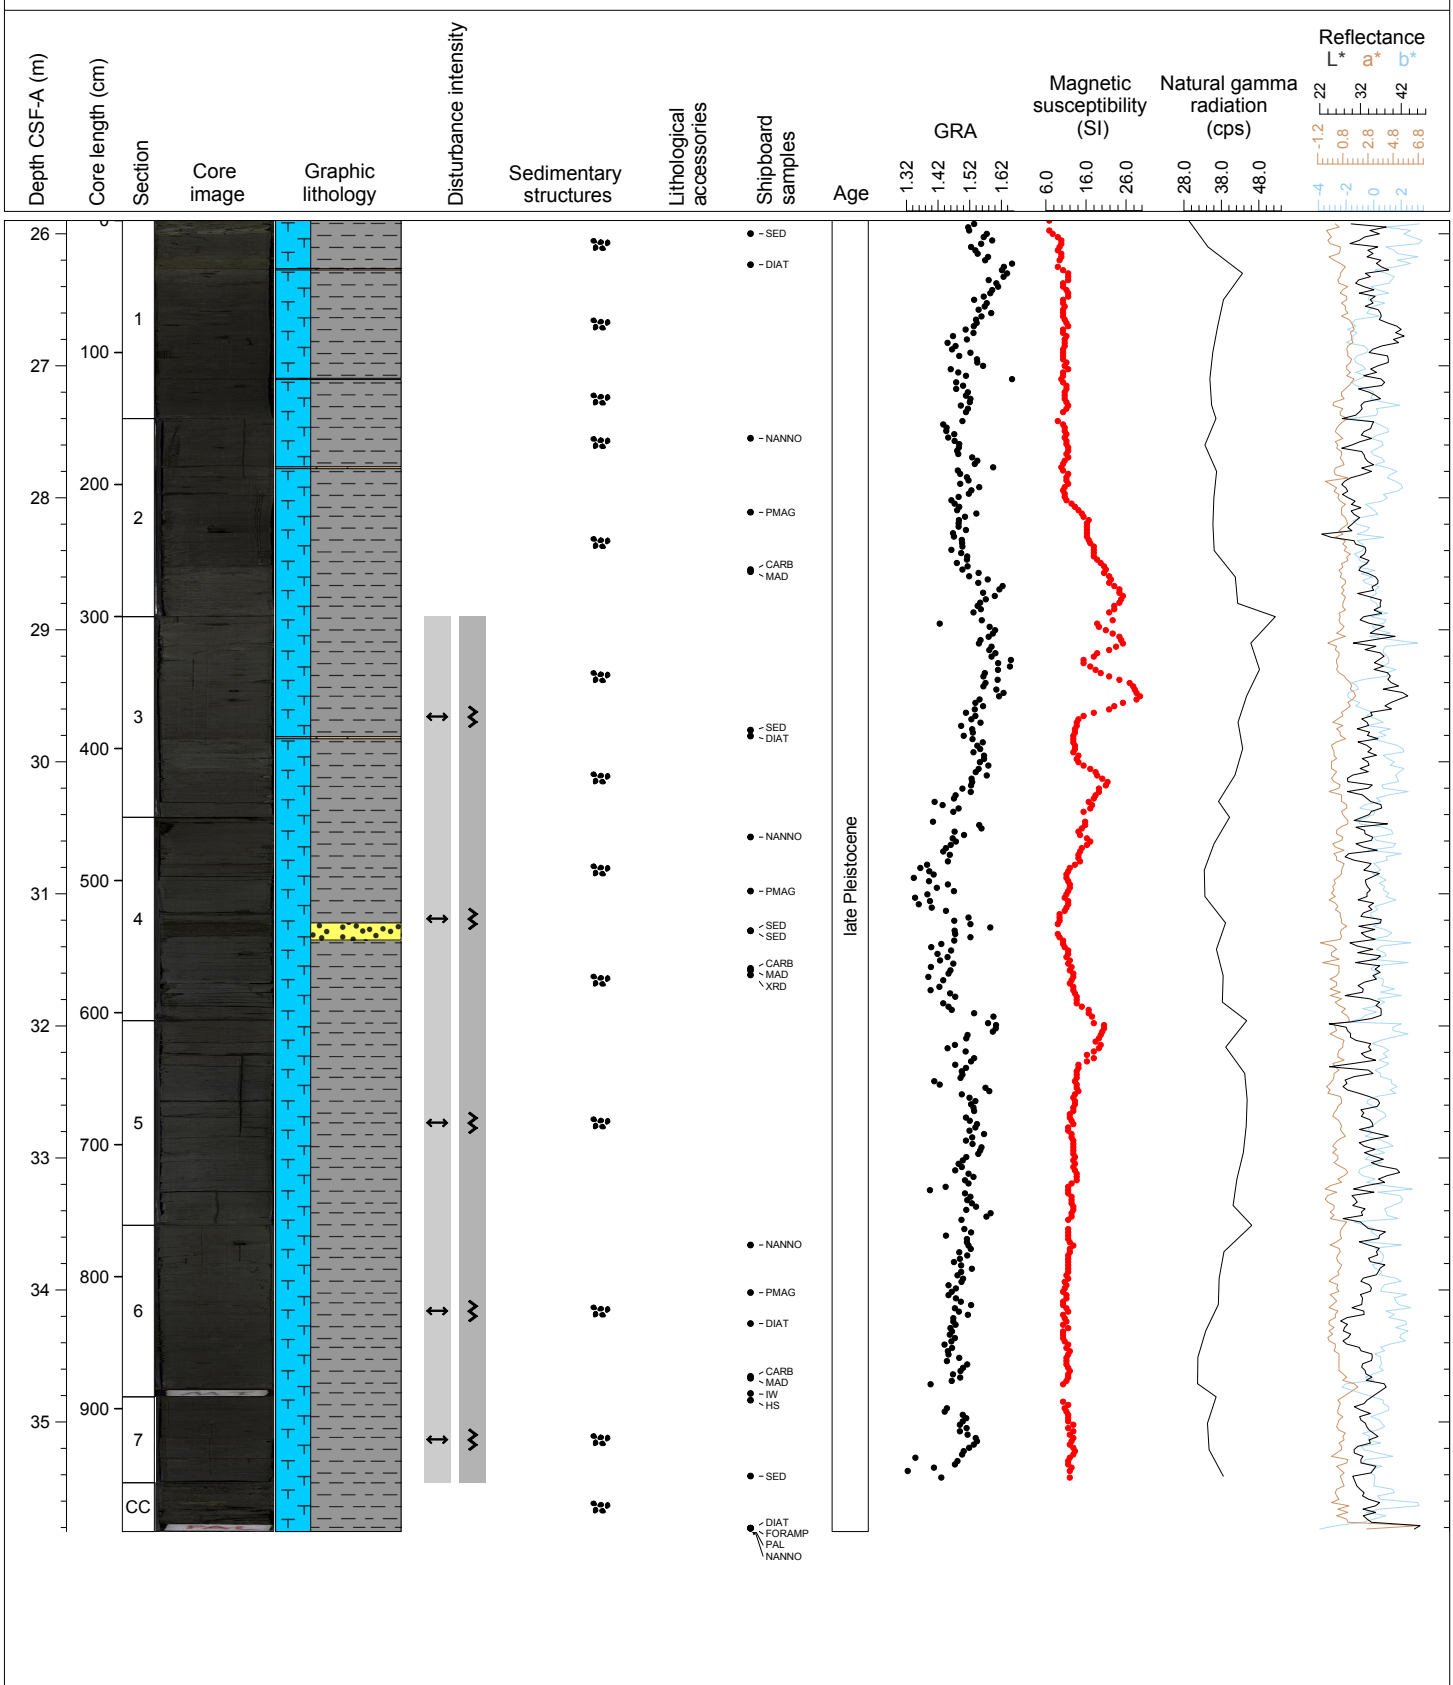 Depth CSF-A (m)
Core length (cm)
Section
Core
image
Graphic
lithology
Disturbance intensity
Sedimentary
structures
Lithological
accessories
Shipboard
samples
Age
GRA
1.32 1.42 1.52 1.62
Magnetic
susceptibility
(SI)
6.0 16.0 26.0
Natural gamma
radiation
(cps)
28.0 38.0 48.0
Reflectance
L* a* b*
22 32 42
-1.2 0.8 2.8 4.8 6.8
-4 -2 0 2
26
27
28
29
30
31
32
33
34
35
0
100
200
300
400
500
600
700
800
900
1
2
3
4
5
6
7
CC
SED
DIAT
NANNO
PMAG
CARB
MAD
SED
DIAT
NANNO
PMAG
SED
SED
CARB
MAD
XRD
NANNO
PMAG
DIAT
CARB
MAD
IW
HS
SED
DIAT
FORAMP
PAL
NANNO
late Pleistocene